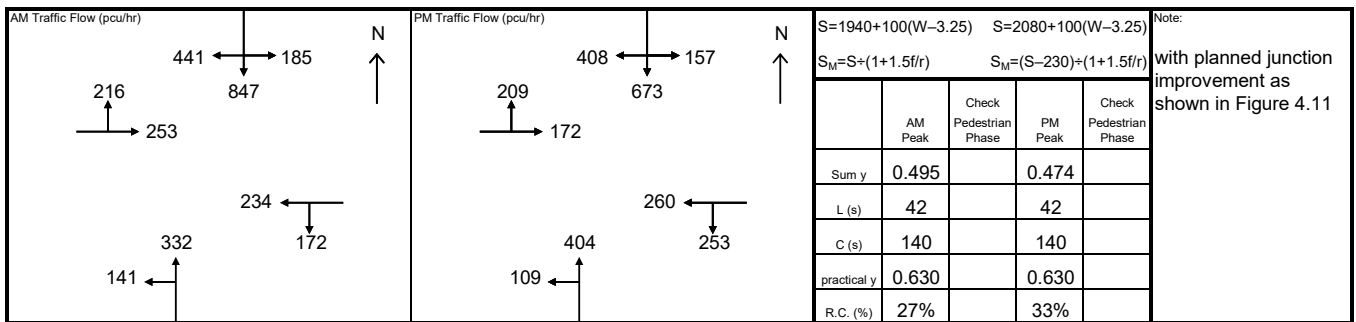 AM Traffic Flow (pcu/hr)
N
441 185
847
216
253
234
172
332
141
PM Traffic Flow (pcu/hr)
N
408 157
673
209
172
260
253
404
109
S=1940+100(W–3.25) S=2080+100(W–3.25)
S_M=S÷(1+1.5f/r) S_M=(S–230)÷(1+1.5f/r)
AM Peak Check Pedestrian Phase PM Peak Check Pedestrian Phase
Sum y 0.495 0.474
L (s) 42 42
C (s) 140 140
practical y 0.630 0.630
R.C. (%) 27% 33%
Note:
with planned junction
improvement as
shown in Figure 4.11